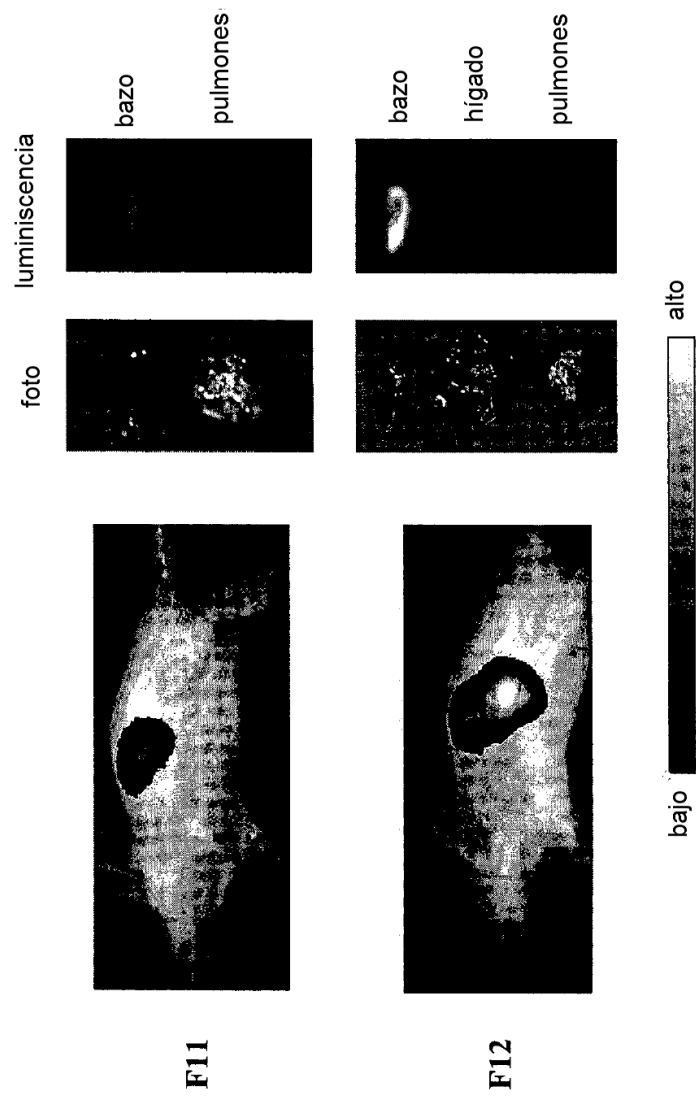 foto
luminiscencia
F11
bazo
pulmones
F12
bazo
hígado
pulmones
bajo
alto